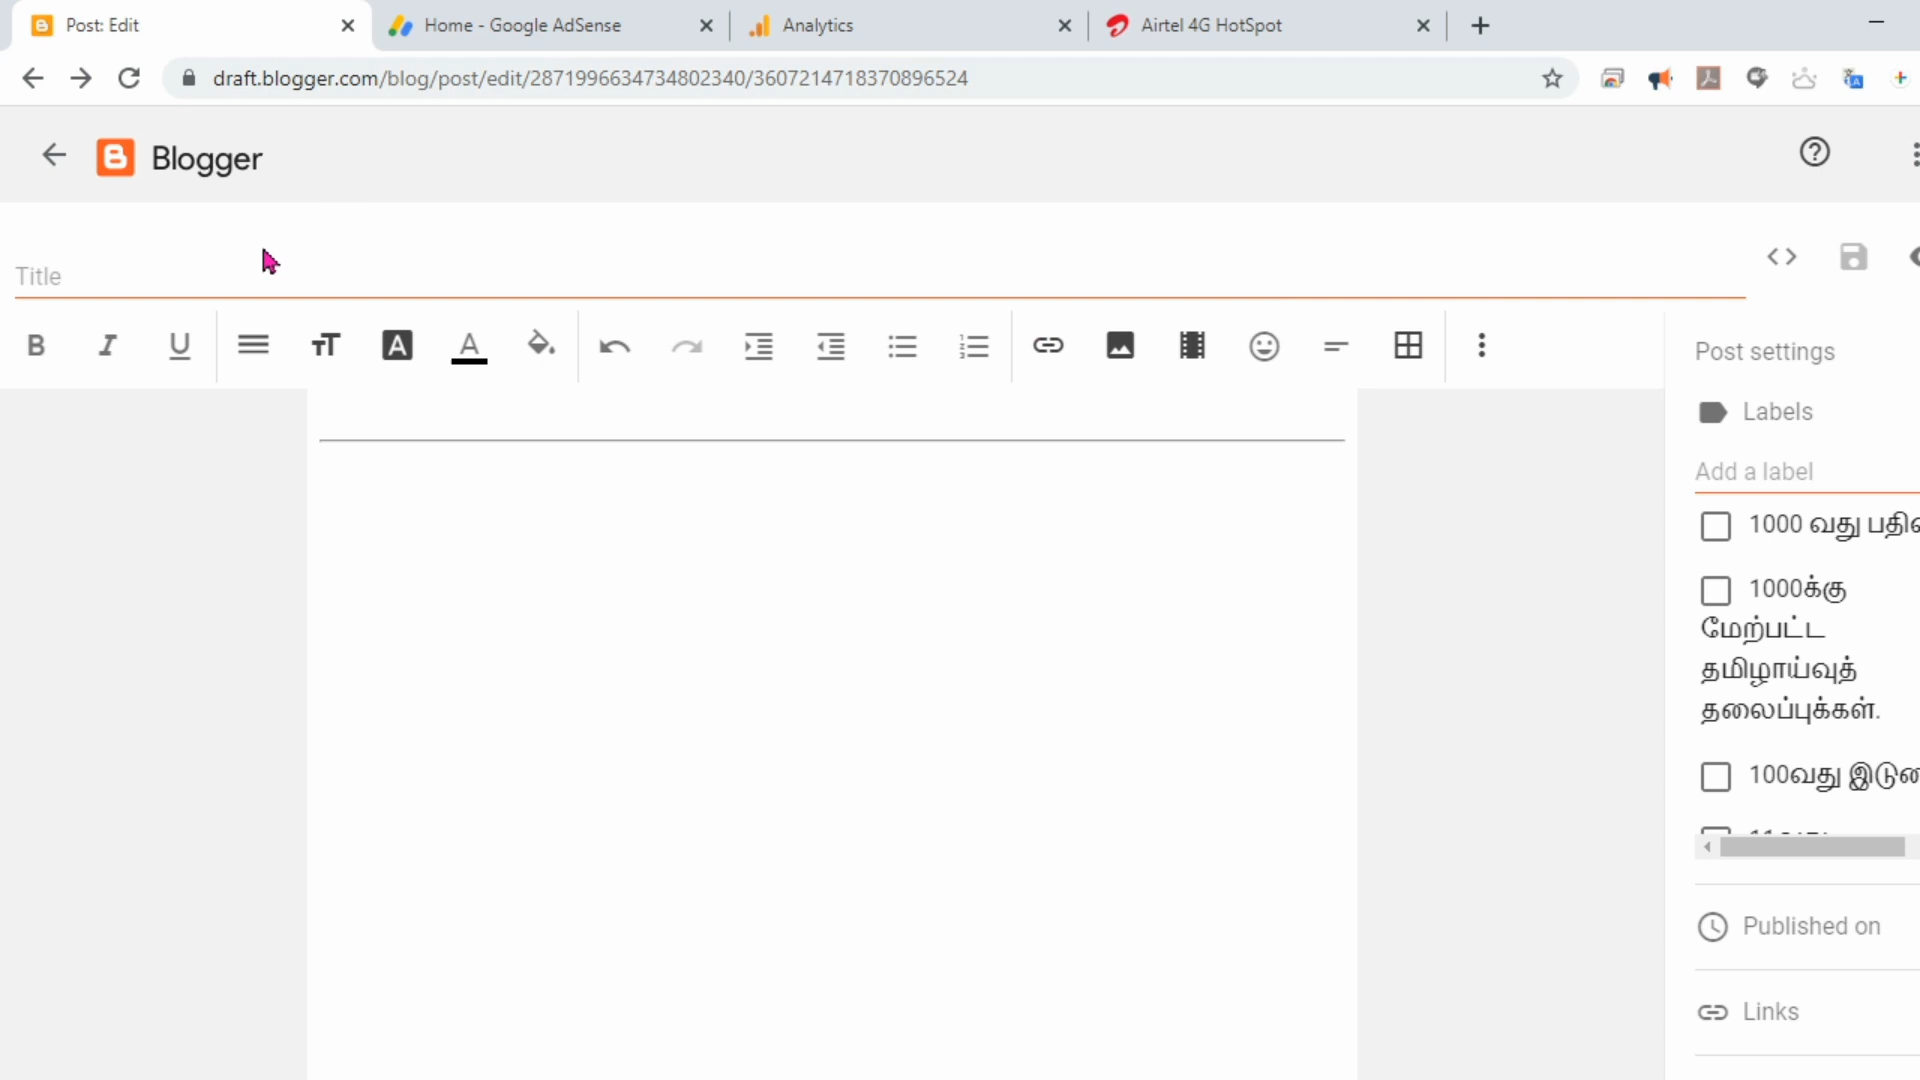 Post: Edit
Home - Google AdSense
Analytics
Airtel 4G HotSpot
draft.blogger.com/blog/post/edit/2871996634734802340/3607214718370896524
Blogger
Title
Post settings
Labels
Add a label
1000 வது
1000க்கு
மேற்பட்ட
தமிழாய்வுத்
தலைப்புக்கள்.
100வது
Published on
Links